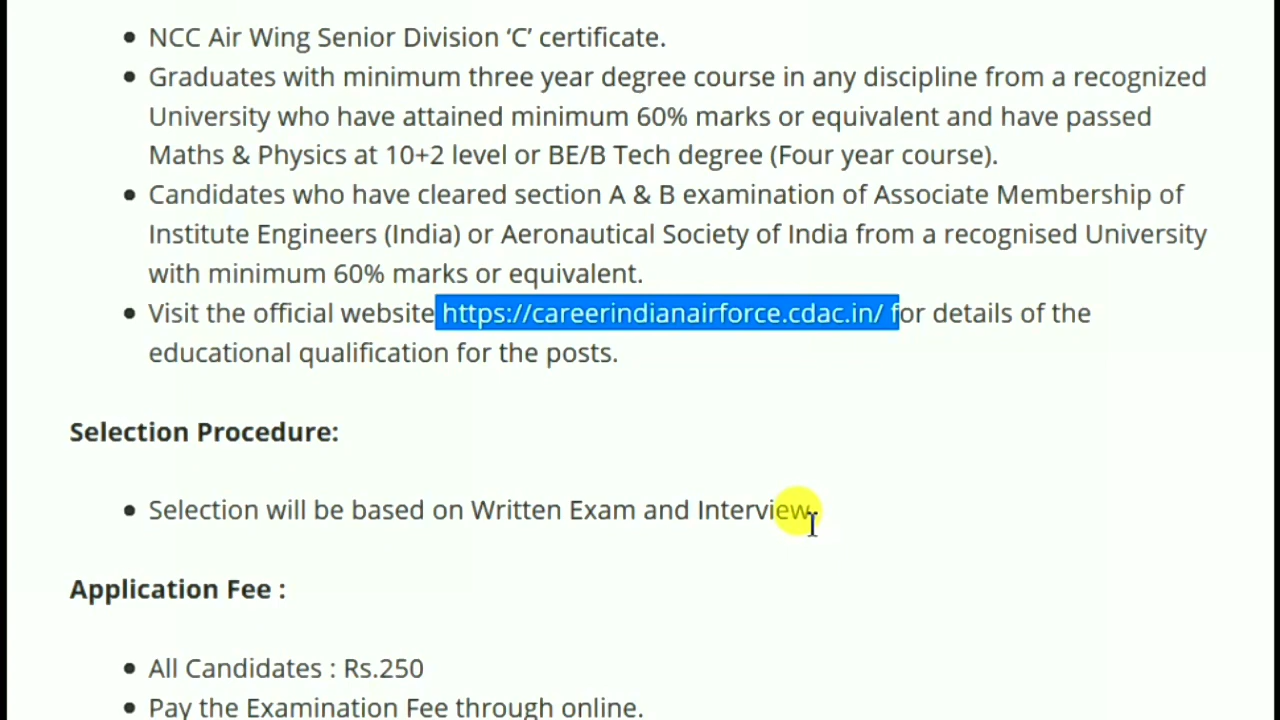 NCC Air Wing Senior Division ‘C’ certificate.
Graduates with minimum three year degree course in any discipline from a recognized
University who have attained minimum 60% marks or equivalent and have passed
Maths & Physics at 10+2 level or BE/B Tech degree (Four year course).
Candidates who have cleared section A & B examination of Associate Membership of
Institute Engineers (India) or Aeronautical Society of India from a recognised University
with minimum 60% marks or equivalent.
Visit the official website https://careerindianairforce.cdac.in/ for details of the
educational qualification for the posts.
Selection Procedure:
Selection will be based on Written Exam and Interview.
Application Fee :
All Candidates : Rs.250
Pay the Examination Fee through online.